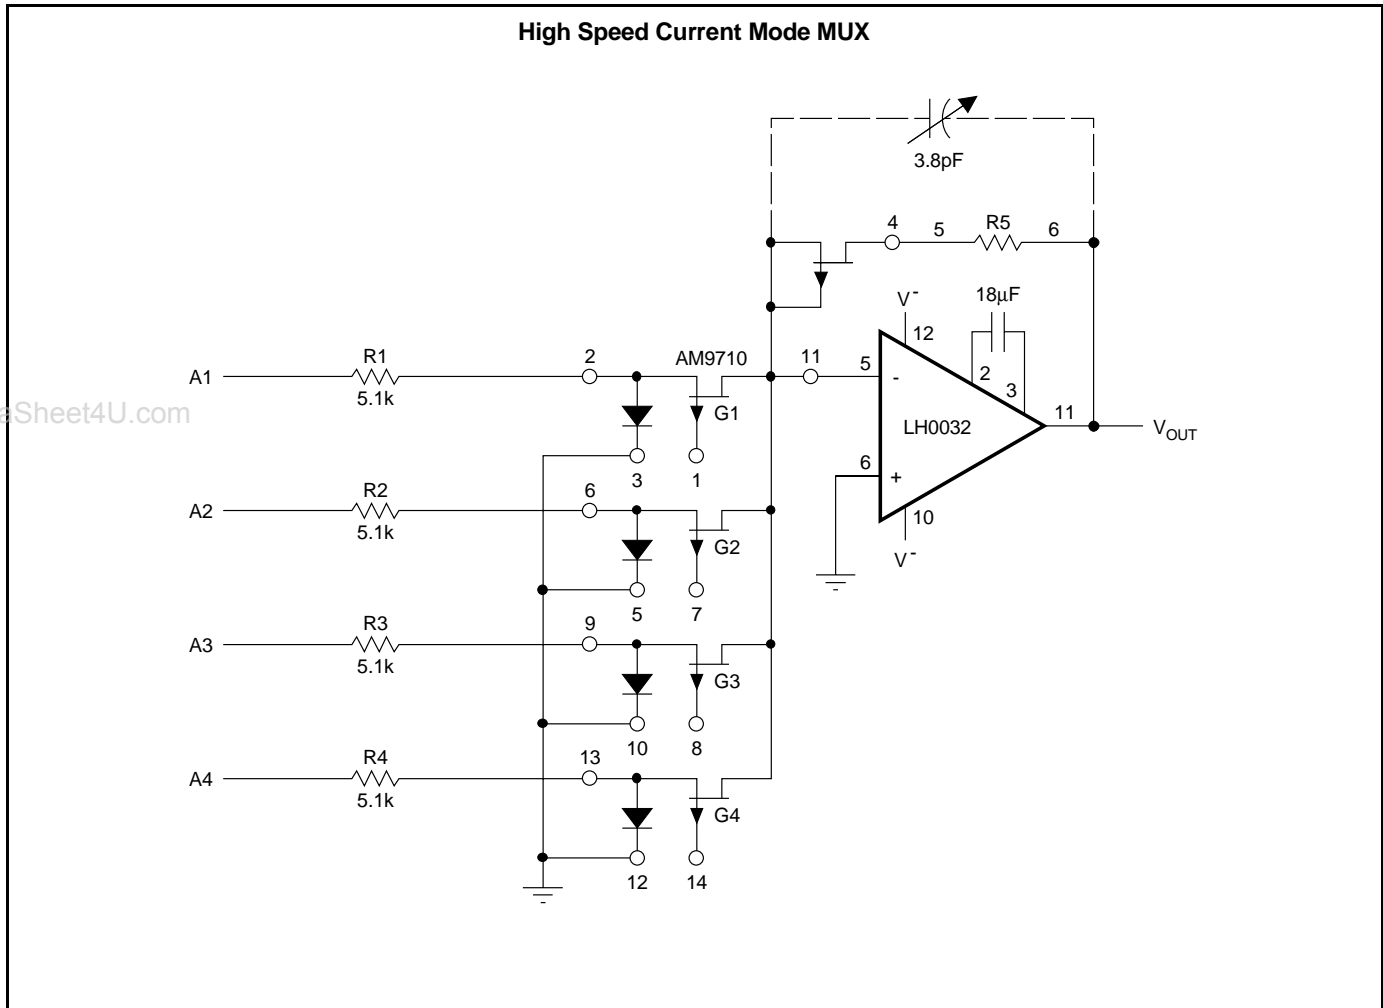 High Speed Current Mode MUX
3.8pF
4
5
R5
6
V-
18µF
12
R1
2
AM9710
11
5
-
2
A1
3
5.1k
G1
aSheet4U.com
LH0032
11
VOUT
3
1
6
+
R2
6
A2
10
5.1k
G2
V-
5
7
R3
9
A3
5.1k
G3
10
8
R4
13
A4
5.1k
G4
12
14